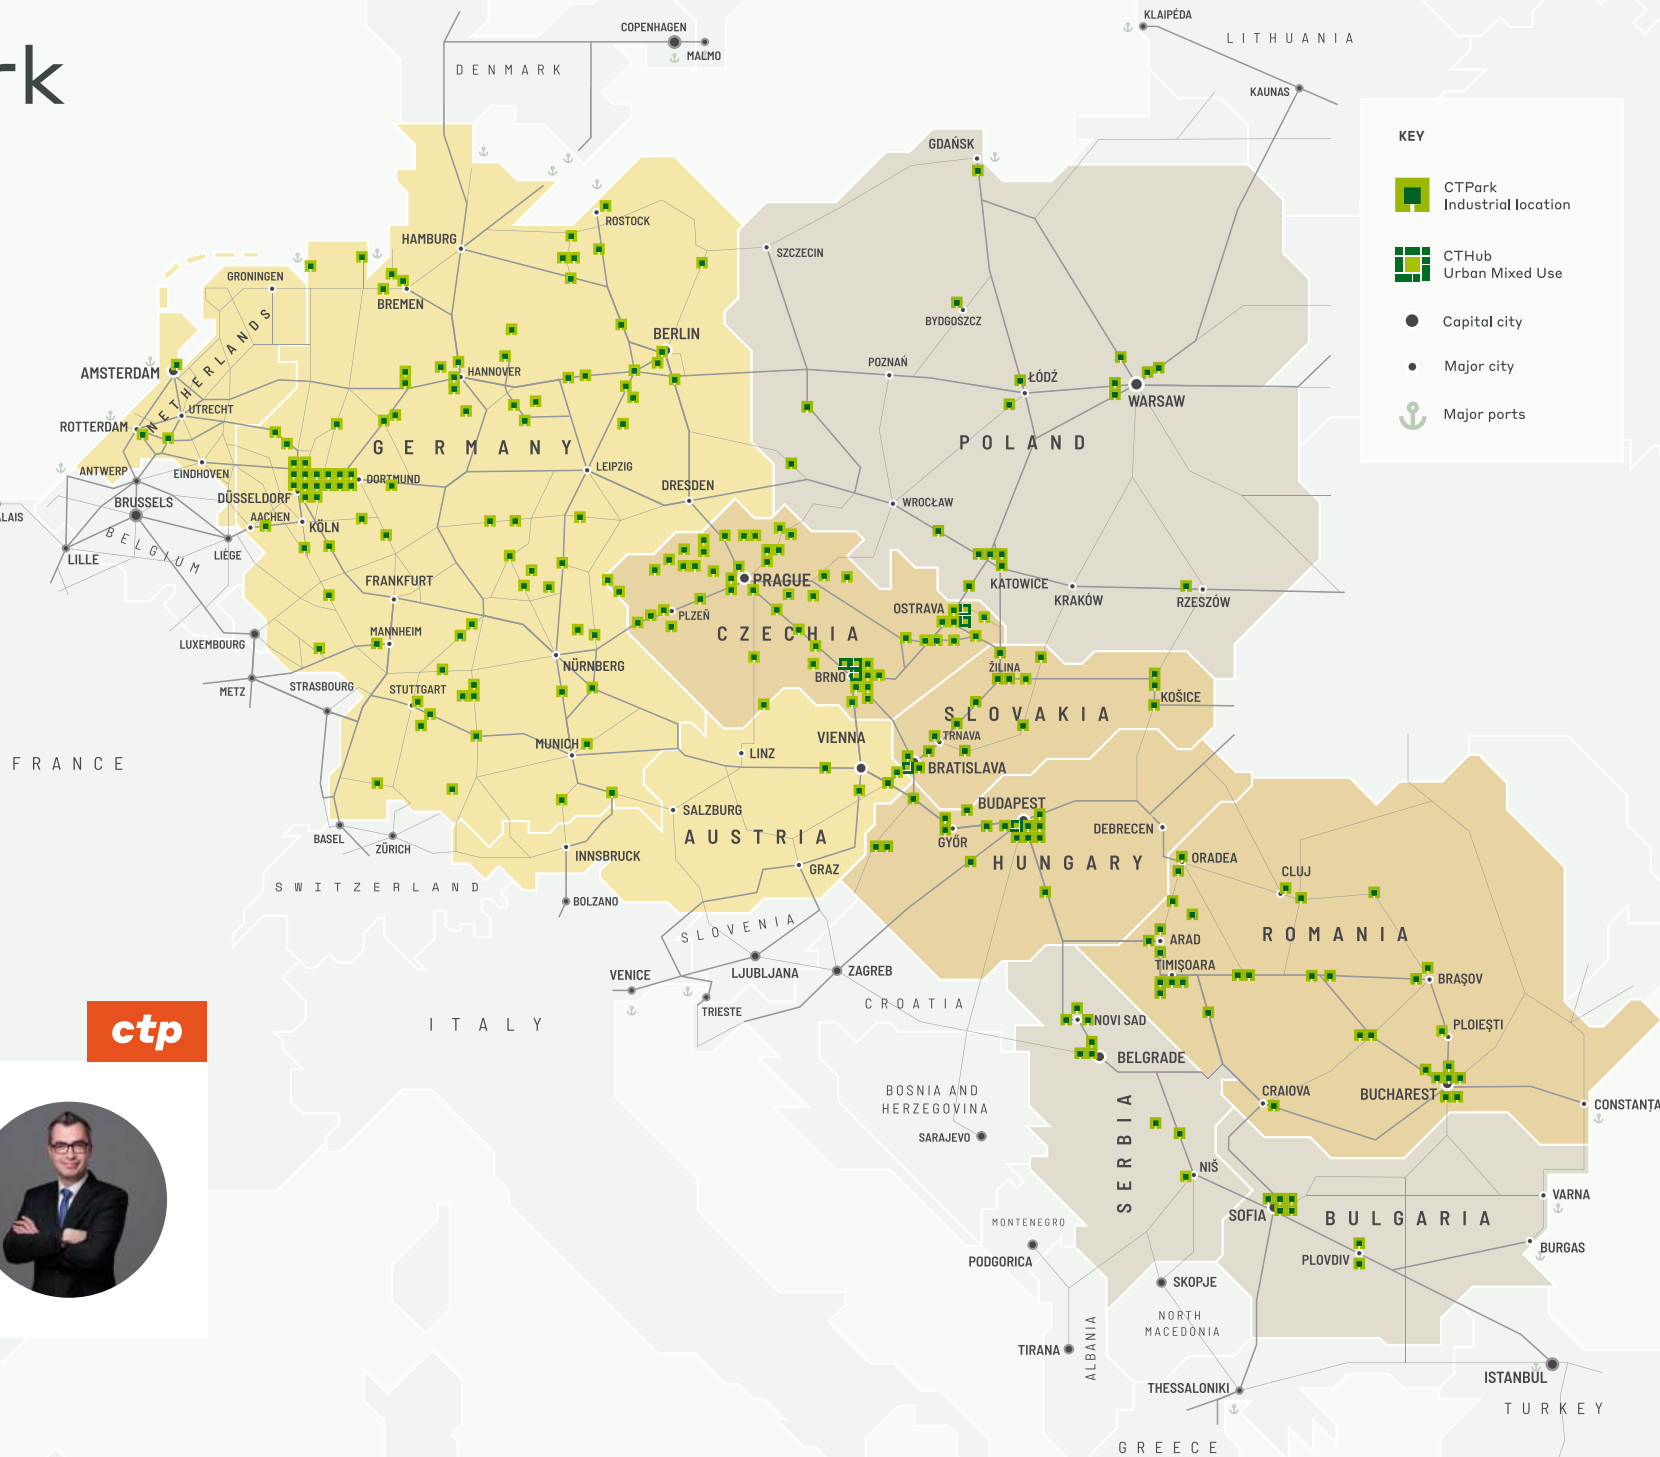 rk
COPENHAGEN
MALMO
DENMARK
KLAIPÉDA
LITHUANIA
KAUNAS
KEY
CTPark
Industrial location
CTHub
Urban Mixed Use
Capital city
Major city
Major ports
GDAŃSK
ROSTOCK
HAMBURG
SZCZECIN
GRONINGEN
BREMEN
BYDGOSZCZ
BERLIN
NETHERLANDS
AMSTERDAM
HANNOVER
POZNAŃ
ŁÓDŹ
WARSAW
UTRECHT
ROTTERDAM
GERMANY
POLAND
ANTWERP
EINDHOVEN
DORTMUND
LEIPZIG
DÜSSELDORF
DRESDEN
BRUSSELS
WROCŁAW
LAIS
AACHEN
KÖLN
BELGIUM
LIÈGE
LILLE
FRANKFURT
PRAGUE
KATOWICE
KRAKÓW
RZESZÓW
OSTRAVA
PLZEŇ
CZECHIA
LUXEMBOURG
MANNHEIM
NÜRNBERG
ŽILINA
BRNO
METZ
STRASBOURG
STUTTGART
KOŠICE
SLOVAKIA
VIENNA
TRNAVA
MUNICH
LINZ
FRANCE
BRATISLAVA
BUDAPEST
SALZBURG
AUSTRIA
DEBRECEN
BASEL
ZÜRICH
GYŐR
INNSBRUCK
HUNGARY
ORADEA
GRAZ
CLUJ
SWITZERLAND
BOLZANO
SLOVENIA
ROMANIA
ARAD
TIMIȘOARA
VENICE
LJUBLJANA
ZAGREB
BRAȘOV
CROATIA
TRIESTE
ITALY
NOVI SAD
PLOIEȘTI
ctp
BELGRADE
BOSNIA AND
HERZEGOVINA
CRAIOVA
BUCHAREST
CONSTANȚA
SARAJEVO
SERBIA
NIŠ
VARNA
SOFIA
BULGARIA
MONTENEGRO
PODGORICA
PLOVDIV
BURGAS
SKOPJE
NORTH
MACEDONIA
ALBANIA
TIRANA
ISTANBUL
THESSALONIKI
TURKEY
GREECE